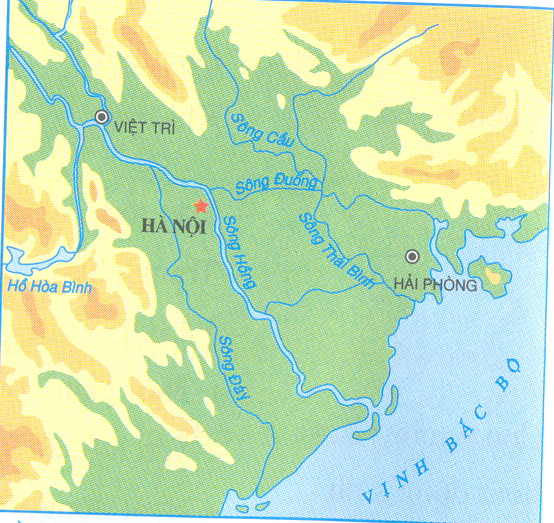 Sông Cầu
VIỆT TRÌ
Sông Đuống
HÀ NỘI
Sông Hồng
Sông Thái Bình
HẢI PHÒNG
Hồ Hòa Bình
Sông Đáy
VỊNH BẮC BỘ